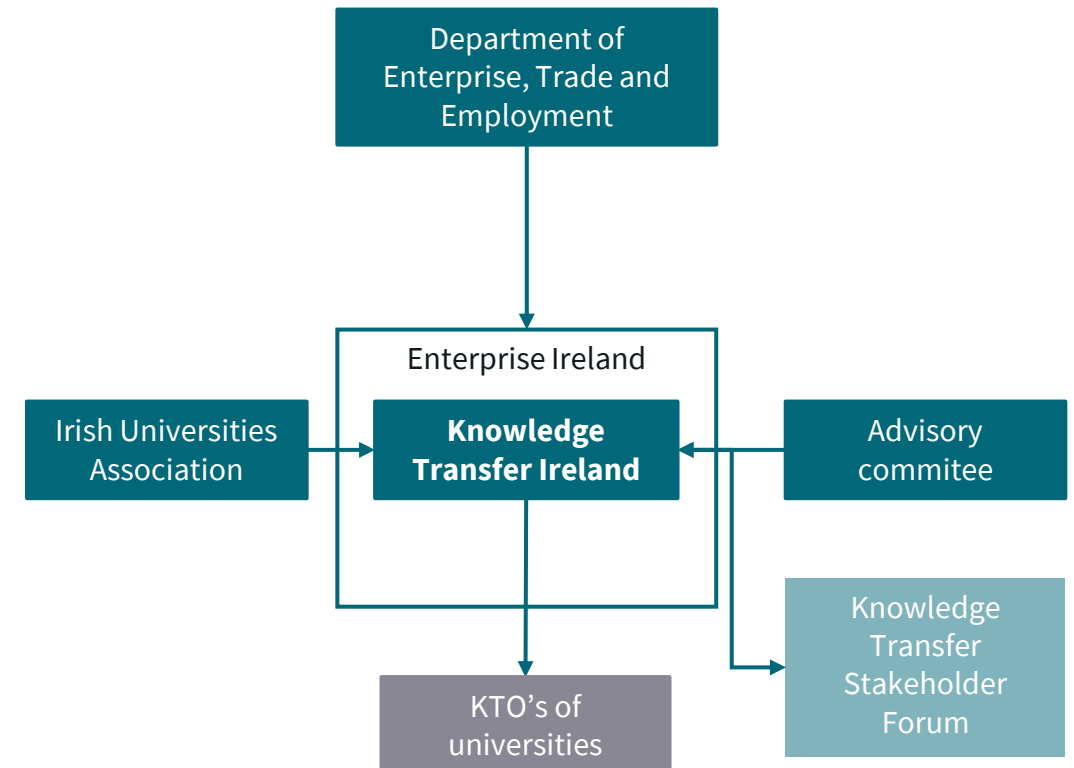 Department of
Enterprise, Trade and
Employment
Enterprise Ireland
Irish Universities
Association
Knowledge
Transfer Ireland
Advisory
commitee
Knowledge
Transfer
Stakeholder
Forum
KTO’s of
universities